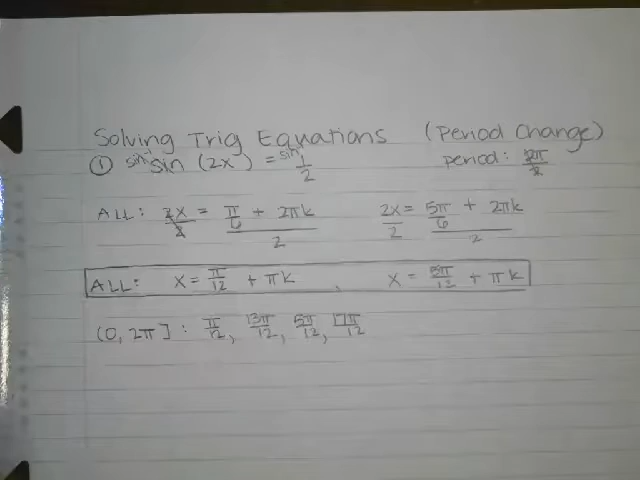 Solving Trig Equations (Period Change)
① sin⁻¹ sin (2x) = sin⁻¹ 1/2 period: 2π/2
ALL: 2x/2 = (π/6 + 2πk)/2 2x/2 = (5π/6 + 2πk)/2
ALL: x = π/12 + πk , x = 5π/12 + πk
(0, 2π]: π/12, 13π/12, 5π/12, 17π/12